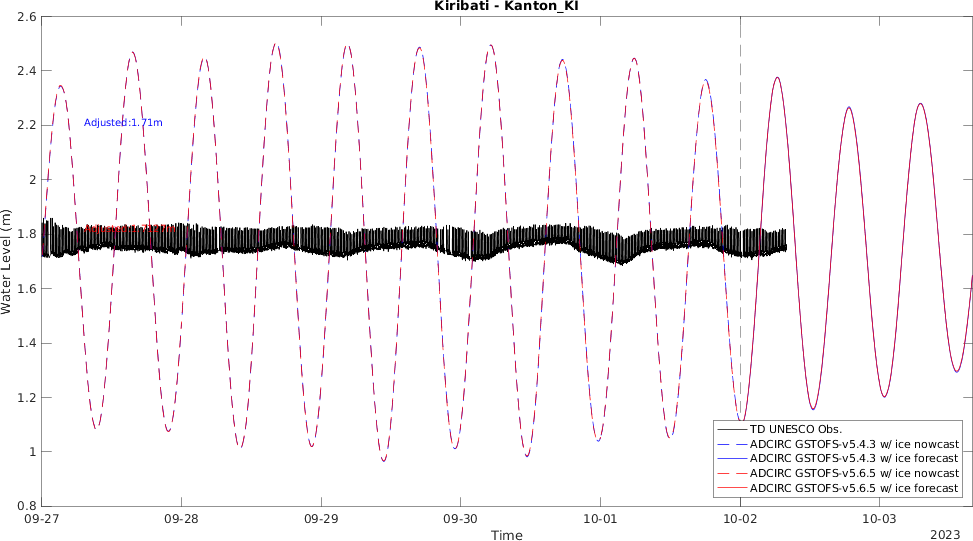 Kiribati - Kanton_KI
2.6
2.4
2.2
2
1.8
1.6
1.4
1.2
1
0.8
Water Level (m)
Adjusted:1.71m
09-27
09-28
09-29
09-30
10-01
10-02
10-03
Time
2023
TD UNESCO Obs.
ADCIRC GSTOFS-v5.4.3 w/ ice nowcast
ADCIRC GSTOFS-v5.4.3 w/ ice forecast
ADCIRC GSTOFS-v5.6.5 w/ ice nowcast
ADCIRC GSTOFS-v5.6.5 w/ ice forecast